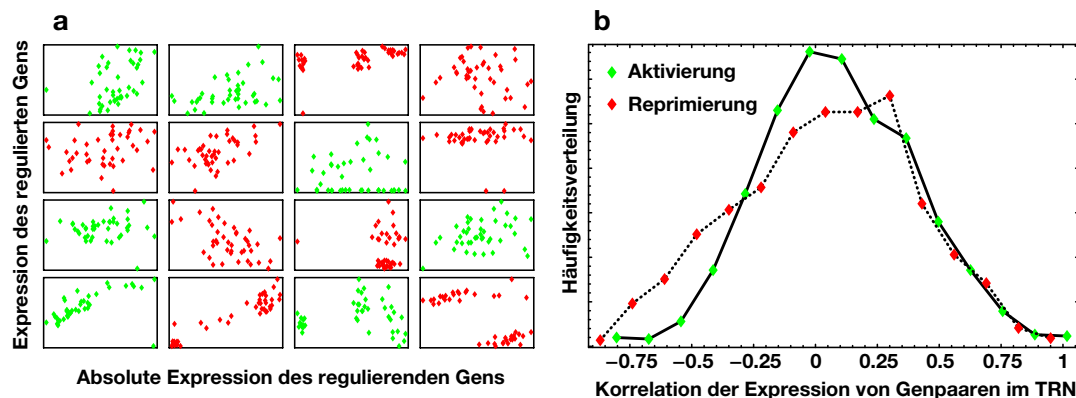 a
b
Expression des regulierten Gens
Absolute Expression des regulierenden Gens
Häufigkeitsverteilung
Aktivierung
Reprimierung
−0.75 −0.5 −0.25 0 0.25 0.5 0.75 1
Korrelation der Expression von Genpaaren im TRN